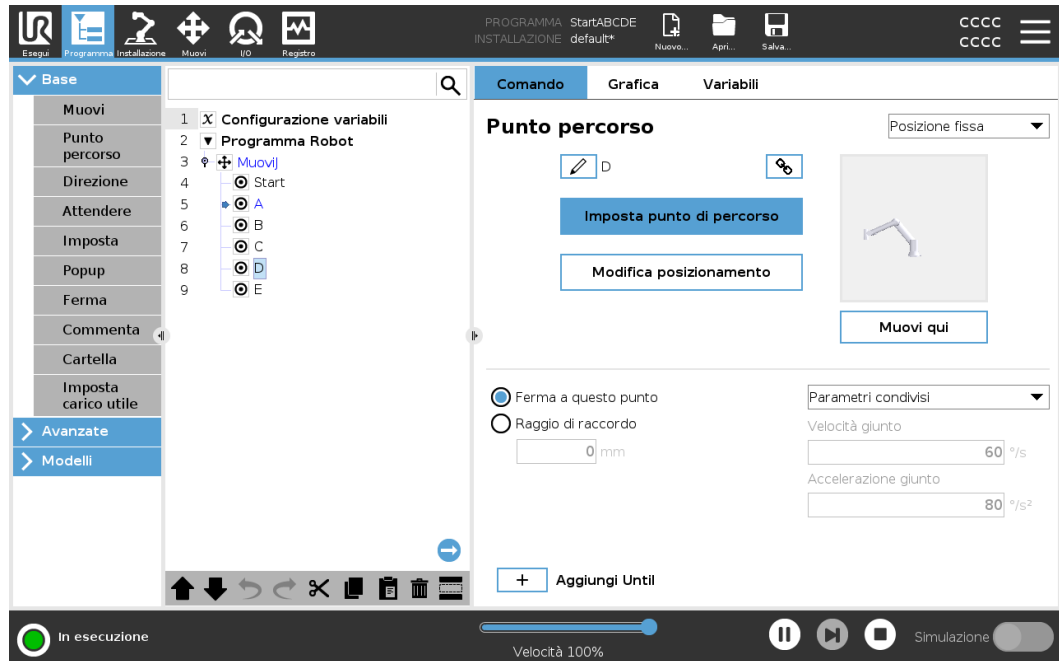 UR
PROGRAMMA StartABCDE
INSTALLAZIONE default*
CCCC
CCCC
Esegui Programma Installazione Muovi I/O Registro
Nuovo... Apri... Salva...
Base
Muovi
Punto
percorso
Direzione
Attendere
Imposta
Popup
Ferma
Commenta
Cartella
Imposta
carico utile
Avanzate
Modelli
1 X Configurazione variabili
2 Programma Robot
3 MuoviJ
4 Start
5 A
6 B
7 C
8 D
9 E
Comando Grafica Variabili
Punto percorso
Posizione fissa
D
Imposta punto di percorso
Modifica posizionamento
Muovi qui
Ferma a questo punto
Raggio di raccordo
0 mm
Parametri condivisi
Velocità giunto
60 °/s
Accelerazione giunto
80 °/s²
+ Aggiungi Until
In esecuzione
Velocità 100%
Simulazione